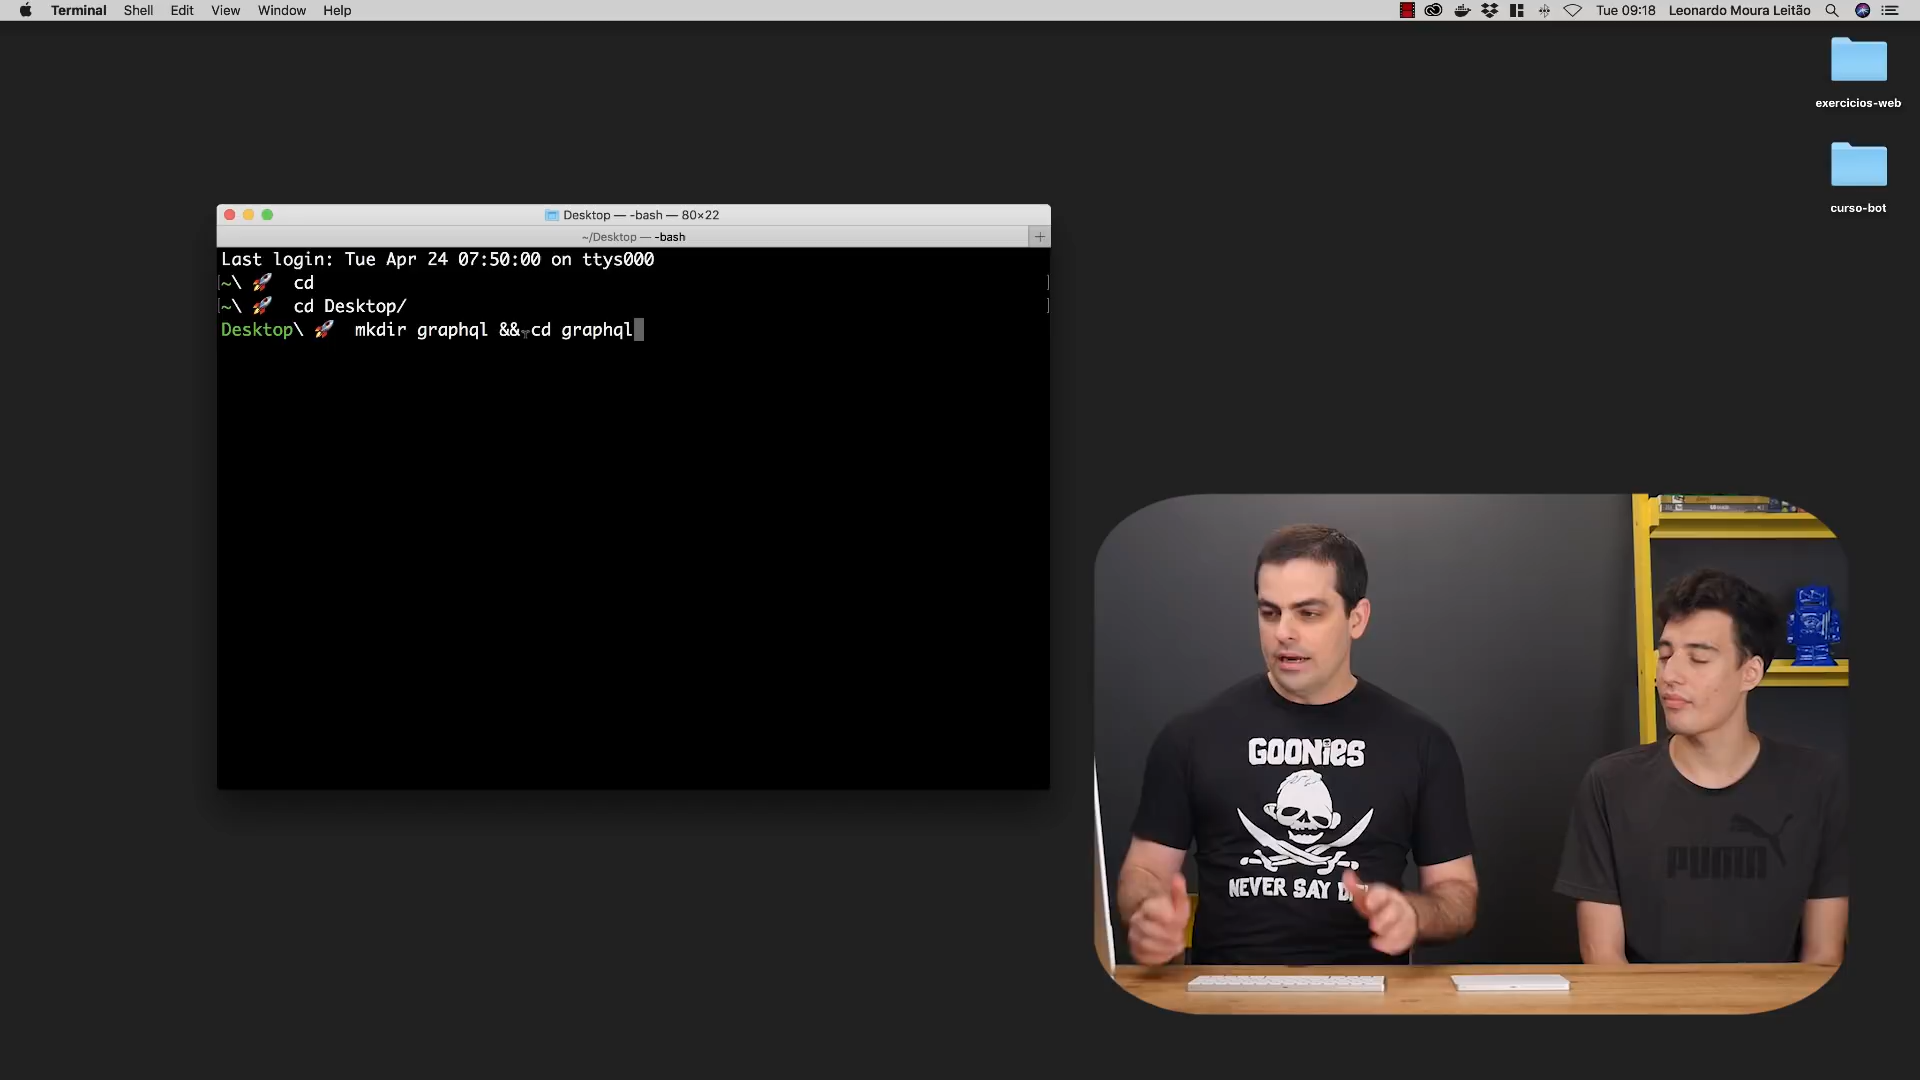 Terminal Shell Edit View Window Help
Tue 09:18 Leonardo Moura Leitão
exercicios-web
curso-bot
Desktop — -bash — 80×22
~/Desktop — -bash
Last login: Tue Apr 24 07:50:00 on ttys000
~\ 🚀 cd
~\ 🚀 cd Desktop/
Desktop\ 🚀 mkdir graphql && cd graphql
GOONiES
NEVER SAY
PUMA